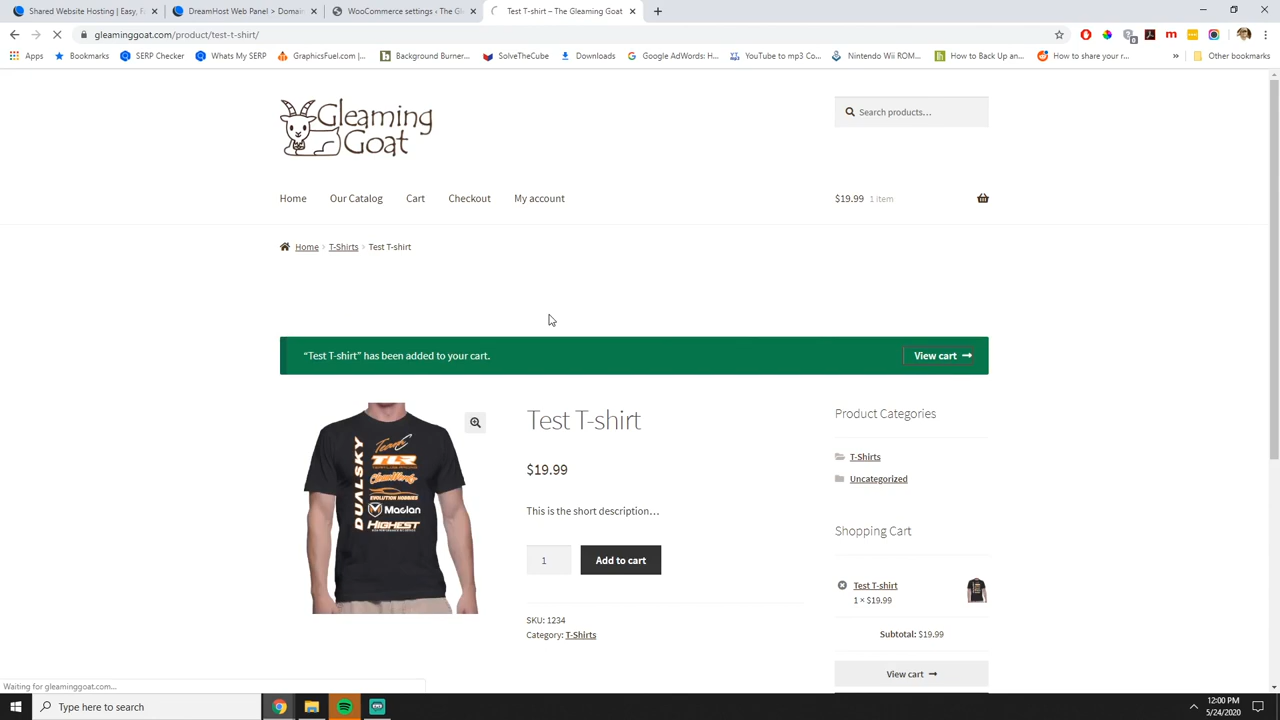 Shared Website Hosting | Easy, F
DreamHost Web Panel > Domain
WooCommerce settings ‹ The Gl
Test T-shirt – The Gleaming Goat
gleaminggoat.com/product/test-t-shirt/
Apps
Bookmarks
SERP Checker
Whats My SERP
GraphicsFuel.com |...
Background Burner...
SolveTheCube
Downloads
Google AdWords: H...
YouTube to mp3 Co...
Nintendo Wii ROM...
How to Back Up an...
How to share your r...
Other bookmarks
Gleaming
Goat
Search products...
Home
Our Catalog
Cart
Checkout
My account
$19.99 1 item
Home > T-Shirts > Test T-shirt
“Test T-shirt” has been added to your cart.
View cart
DUALSKY
TLR
EVOLUTION HOBBIES
Maclan
HIGHEST
Test T-shirt
$19.99
This is the short description...
1
Add to cart
SKU: 1234
Category: T-Shirts
Product Categories
T-Shirts
Uncategorized
Shopping Cart
Test T-shirt
1 × $19.99
Subtotal: $19.99
View cart
Waiting for gleaminggoat.com...
Type here to search
12:00 PM
5/24/2020